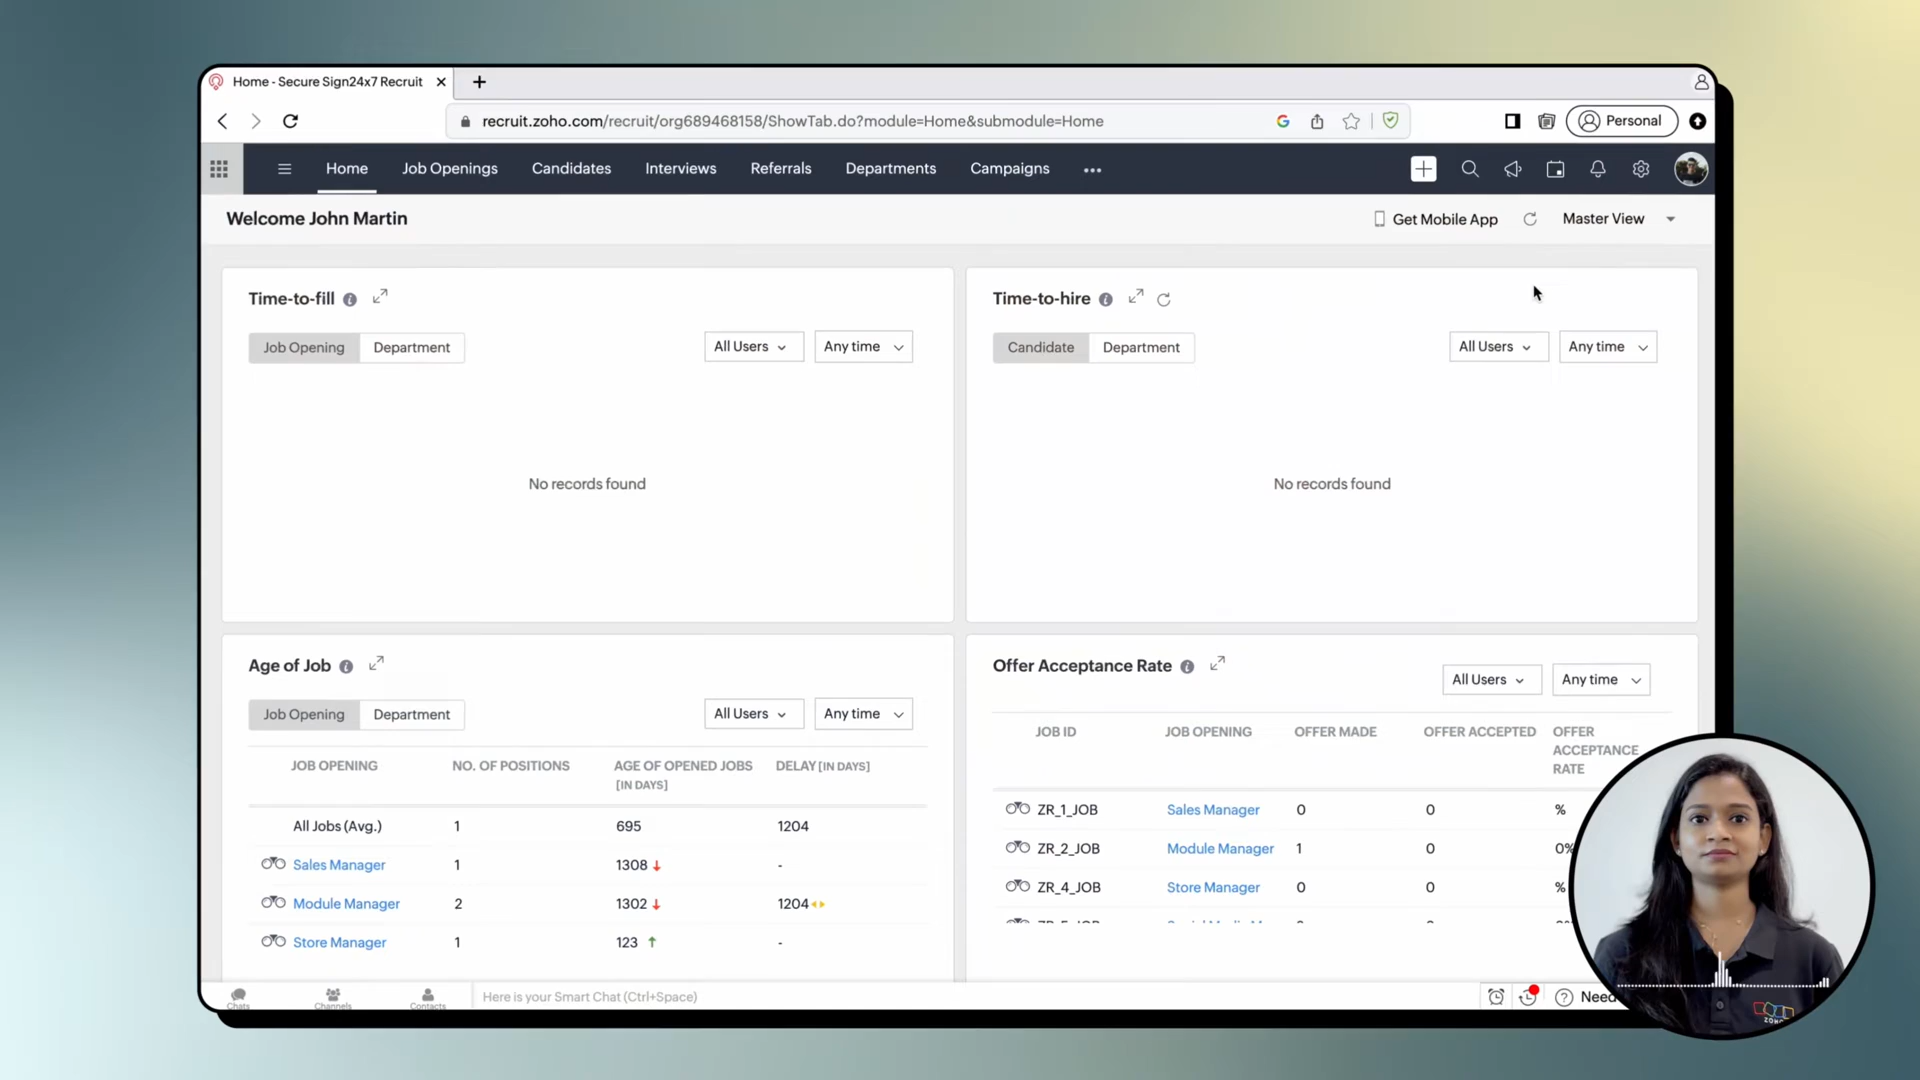 Home - Secure Sign24x7 Recruit
recruit.zoho.com/recruit/org689468158/ShowTab.do?module=Home&submodule=Home
Personal
Home Job Openings Candidates Interviews Referrals Departments Campaigns
Welcome John Martin
Get Mobile App
Master View
Time-to-fill
Job Opening Department
All Users
Any time
No records found
Time-to-hire
Candidate Department
All Users
Any time
No records found
Age of Job
Job Opening Department
All Users
Any time
JOB OPENING NO. OF POSITIONS AGE OF OPENED JOBS [IN DAYS] DELAY [IN DAYS]
All Jobs (Avg.) 1 695 1204
Sales Manager 1 1308 -
Module Manager 2 1302 1204
Store Manager 1 123 -
Offer Acceptance Rate
All Users
Any time
JOB ID JOB OPENING OFFER MADE OFFER ACCEPTED OFFER ACCEPTANCE RATE
ZR_1_JOB Sales Manager 0 0 %
ZR_2_JOB Module Manager 1 0 0%
ZR_4_JOB Store Manager 0 0 %
Chats
Channels
Contacts
Here is your Smart Chat (Ctrl+Space)
Need
ZOHO